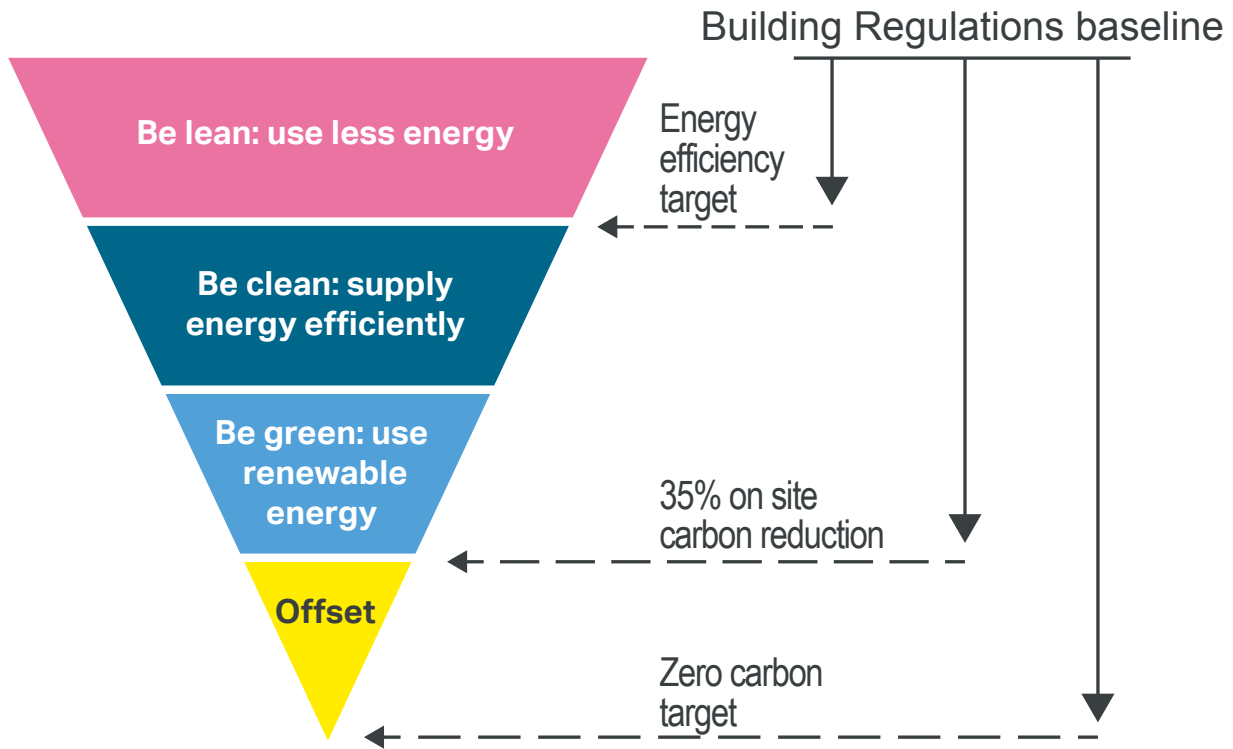 Building Regulations baseline
Be lean: use less energy
Energy
efficiency
target
Be clean: supply
energy efficiently
Be green: use
renewable
energy
35% on site
carbon reduction
Offset
Zero carbon
target